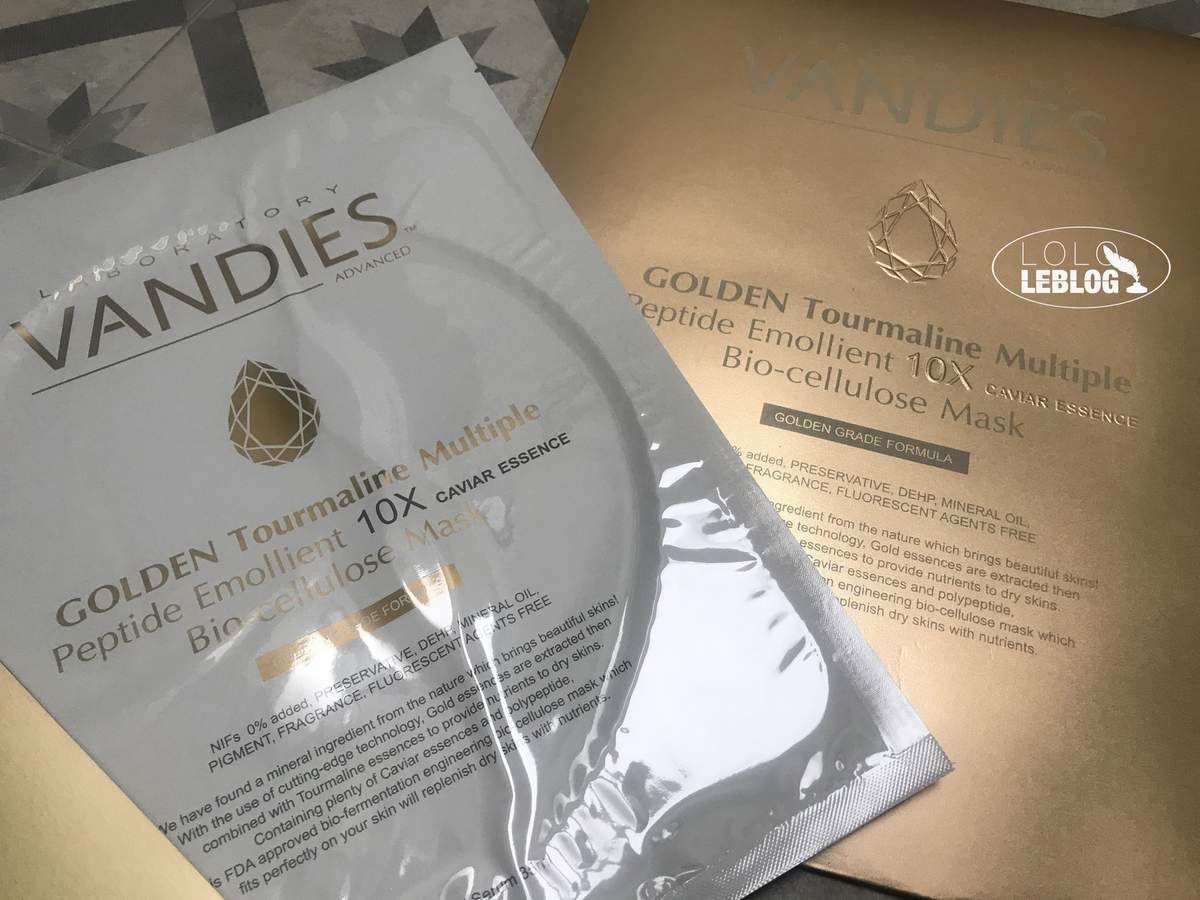 LABORATORY
VANDIES™
ADVANCED
GOLDEN Tourmaline Multiple
Peptide Emollient 10X CAVIAR ESSENCE
Bio-cellulose Mask
NIFs 0% added, PRESERVATIVE, DEHP, MINERAL OIL,
PIGMENT, FRAGRANCE, FLUORESCENT AGENTS FREE
We have found a mineral ingredient from the nature which brings beautiful skins!
With the use of cutting-edge technology, Gold essences are extracted then
combined with Tourmaline essences to provide nutrients to dry skins.
Containing plenty of Caviar essences and polypeptide,
is FDA approved bio-fermentation engineering bio-cellulose mask which
fits perfectly on your skin will replenish dry skins with nutrients.
VANDIES
GOLDEN Tourmaline Multiple
Peptide Emollient 10X CAVIAR ESSENCE
Bio-cellulose Mask
GOLDEN GRADE FORMULA
% added, PRESERVATIVE, DEHP, MINERAL OIL,
FRAGRANCE, FLUORESCENT AGENTS FREE
ingredient from the nature which brings beautiful skins!
technology, Gold essences are extracted then
essences to provide nutrients to dry skins.
Caviar essences and polypeptide,
engineering bio-cellulose mask which
replenish dry skins with nutrients.
LOLO
LEBLOG